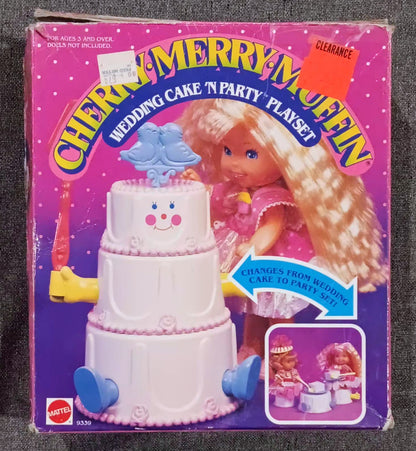 FOR AGES 3 AND OVER.
DOLLS NOT INCLUDED.
CLEARANCE
CHERRY·MERRY·MUFFIN®
WEDDING CAKE 'N PARTY™ PLAYSET
CHANGES FROM WEDDING
CAKE TO PARTY SET!
MATTEL
9339